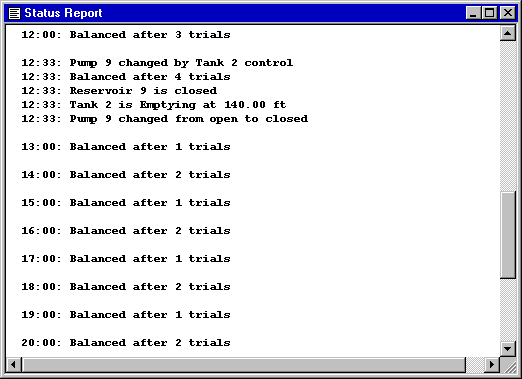 Status Report
12:00: Balanced after 3 trials
12:33: Pump 9 changed by Tank 2 control
12:33: Balanced after 4 trials
12:33: Reservoir 9 is closed
12:33: Tank 2 is Emptying at 140.00 ft
12:33: Pump 9 changed from open to closed
13:00: Balanced after 1 trials
14:00: Balanced after 2 trials
15:00: Balanced after 1 trials
16:00: Balanced after 2 trials
17:00: Balanced after 1 trials
18:00: Balanced after 2 trials
19:00: Balanced after 1 trials
20:00: Balanced after 2 trials